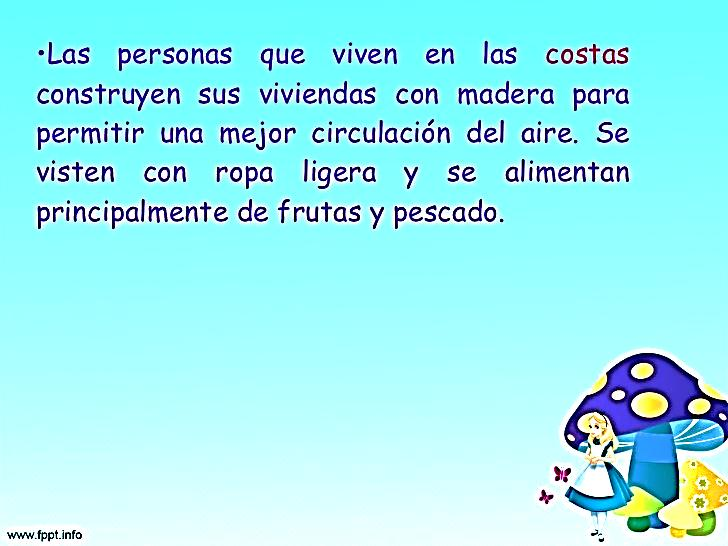 •Las personas que viven en las costas
construyen sus viviendas con madera para
permitir una mejor circulación del aire. Se
visten con ropa ligera y se alimentan
principalmente de frutas y pescado.
www.fppt.info